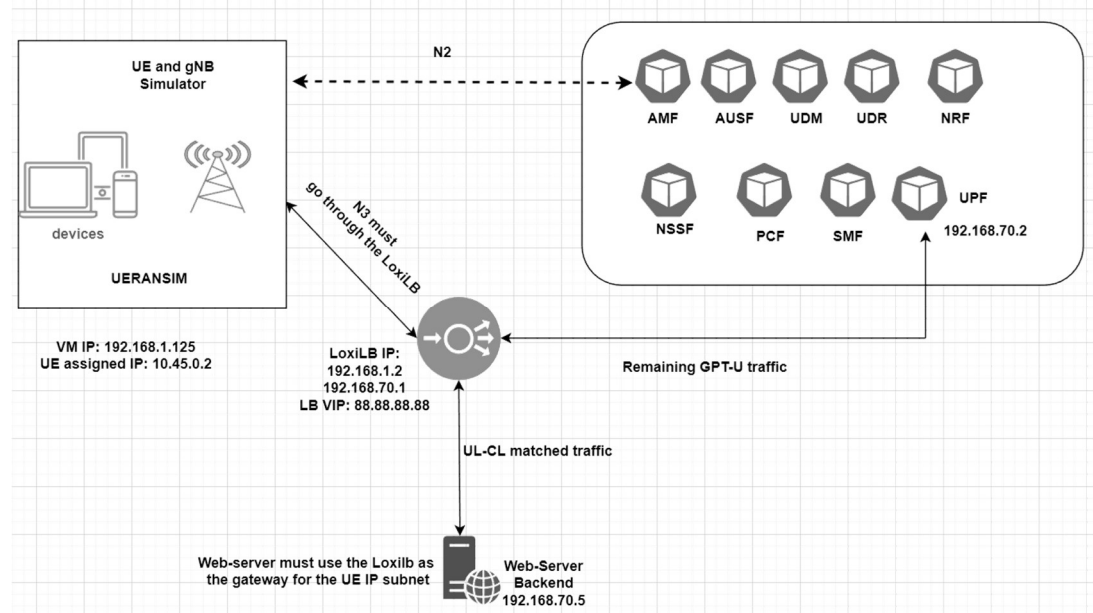 UE and gNB
Simulator
devices
UERANSIM
VM IP: 192.168.1.125
UE assigned IP: 10.45.0.2
N2
AMF
AUSF
UDM
UDR
NRF
NSSF
PCF
SMF
UPF
192.168.70.2
N3 must
go through the LoxiLB
LoxiLB IP:
192.168.1.2
192.168.70.1
LB VIP: 88.88.88.88
Remaining GPT-U traffic
UL-CL matched traffic
Web-server must use the Loxilb as
the gateway for the UE IP subnet
Web-Server
Backend
192.168.70.5